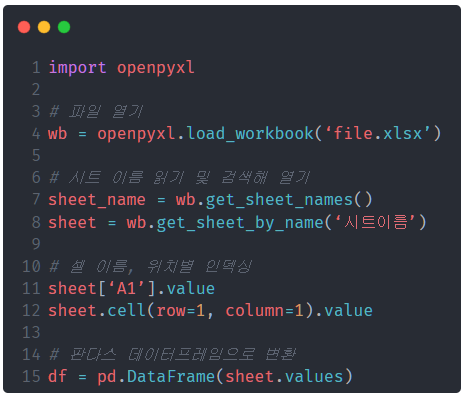 1 import openpyxl
2
3 # 파일 열기
4 wb = openpyxl.load_workbook(‘file.xlsx’)
5
6 # 시트 이름 읽기 및 검색해 열기
7 sheet_name = wb.get_sheet_names()
8 sheet = wb.get_sheet_by_name(‘시트이름’)
9
10 # 셀 이름, 위치별 인덱싱
11 sheet[‘A1’].value
12 sheet.cell(row=1, column=1).value
13
14 # 판다스 데이터프레임으로 변환
15 df = pd.DataFrame(sheet.values)